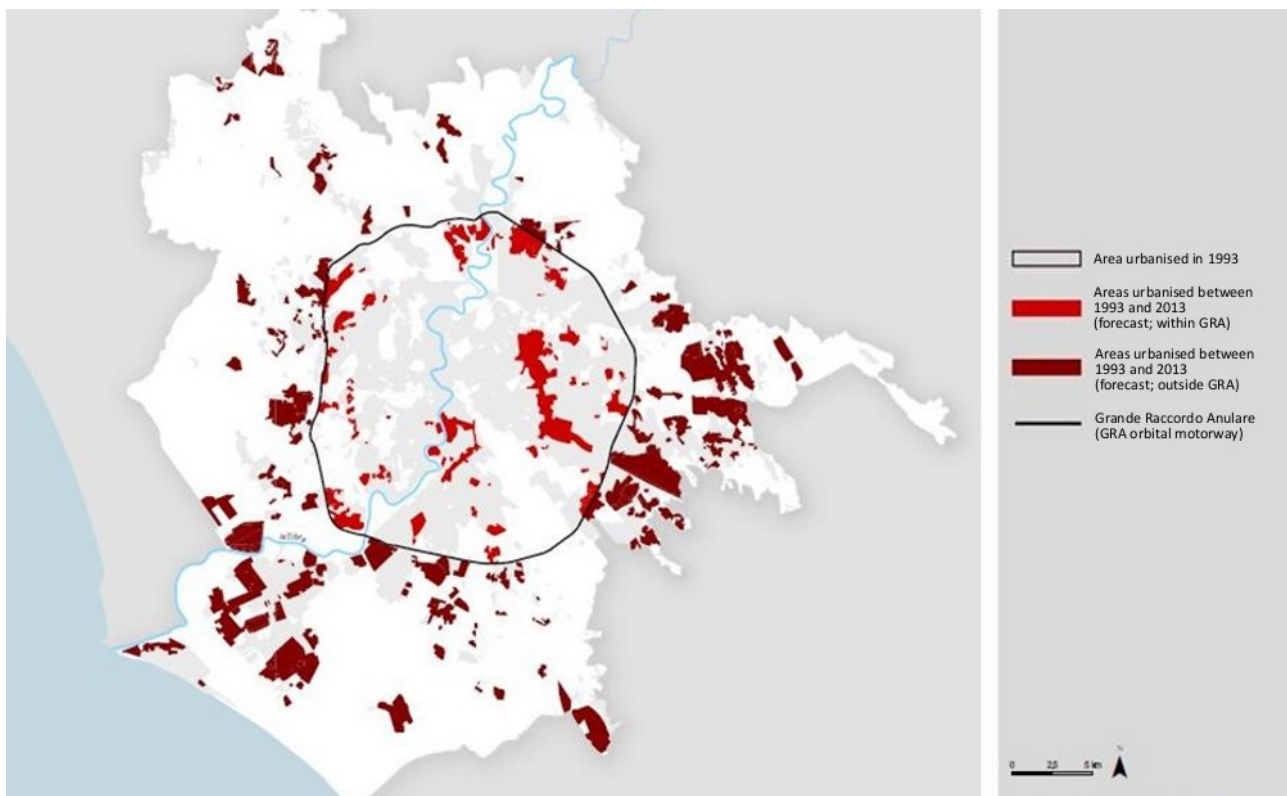 Area urbanised in 1993
Areas urbanised between
1993 and 2013
(forecast; within GRA)
Areas urbanised between
1993 and 2013
(forecast; outside GRA)
Grande Raccordo Anulare
(GRA orbital motorway)
N
0 2,5 5 km